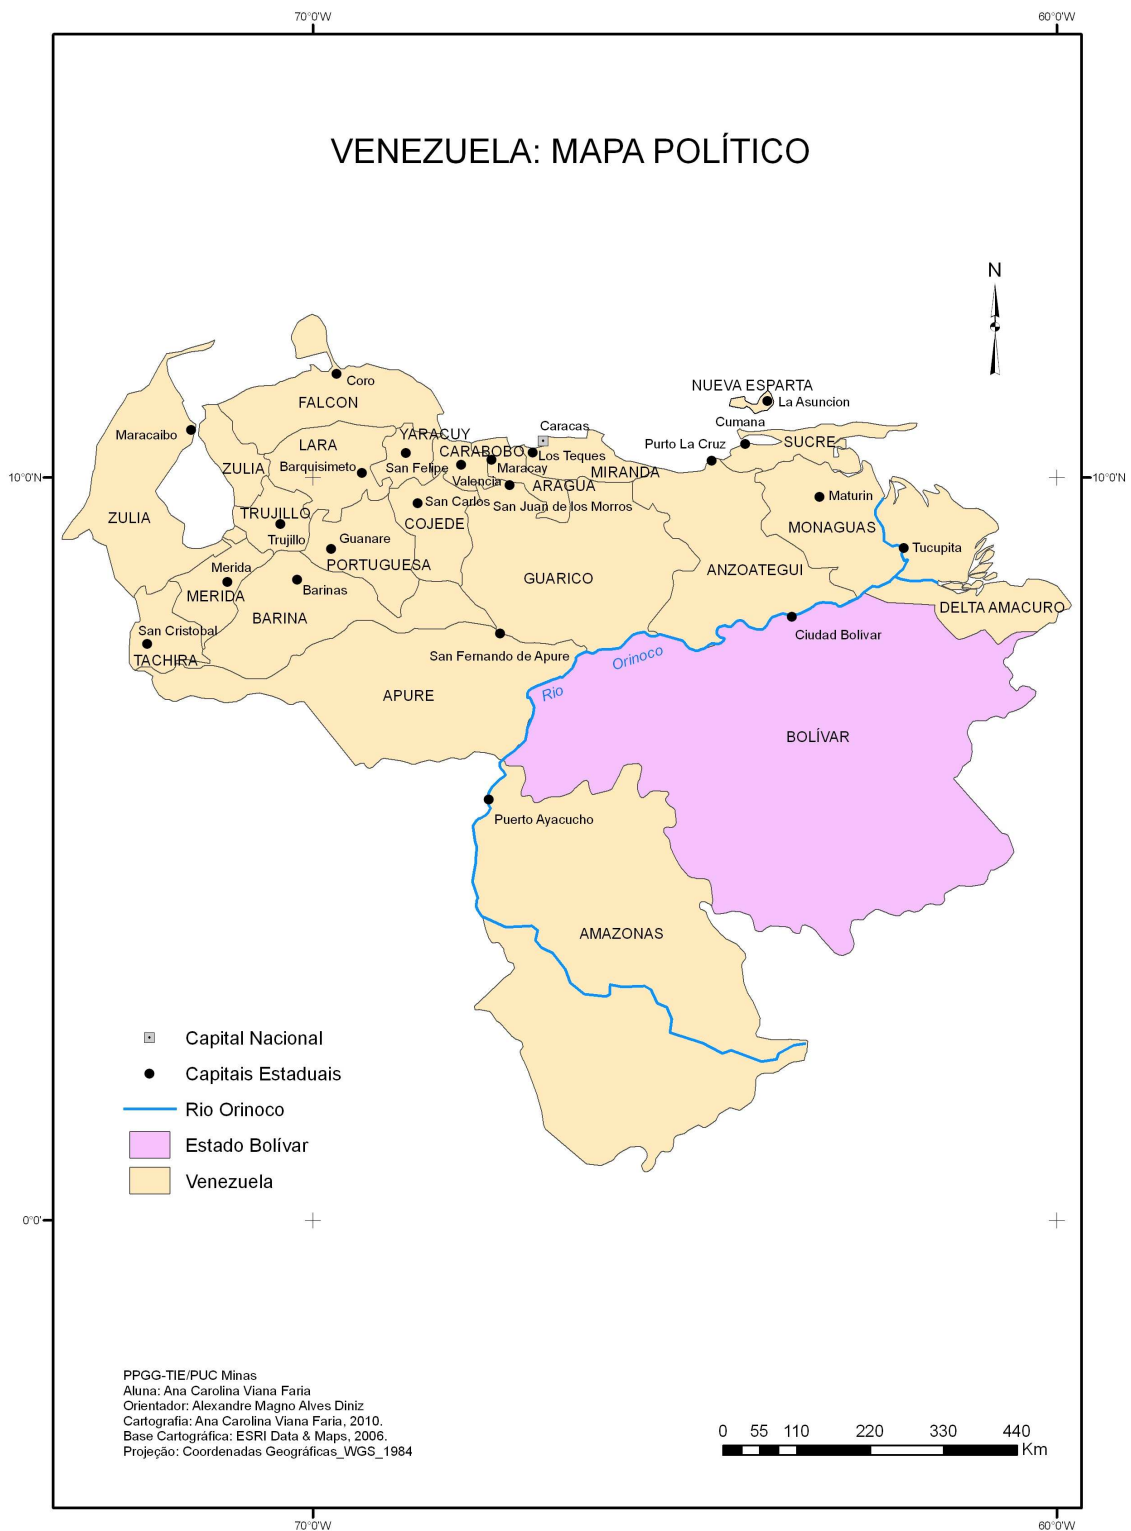 70°0'W 60°0'W
VENEZUELA: MAPA POLÍTICO
N
Coro
FALCON
NUEVA ESPARTA
La Asuncion
Maracaibo
LARA
YARACUY
Caracas
Cumana
ZULIA
Barquisimeto
San Felipe
CARABOBO
Valencia
Maracay
Los Teques
MIRANDA
Purto La Cruz
SUCRE
10°0'N 10°0'N
ZULIA
TRUJILLO
Trujillo
San Carlos
COJEDE
ARAGUA
San Juan de los Morros
Maturin
MONAGUAS
Guanare
PORTUGUESA
Tucupita
Merida
MERIDA
Barinas
BARINA
GUARICO
ANZOATEGUI
DELTA AMACURO
San Cristobal
TACHIRA
San Fernando de Apure
Ciudad Bolivar
Rio Orinoco
APURE
BOLÍVAR
Puerto Ayacucho
AMAZONAS
Capital Nacional
Capitais Estaduais
Rio Orinoco
Estado Bolívar
Venezuela
0°0'
PPGG-TIE/PUC Minas
Aluna: Ana Carolina Viana Faria
Orientador: Alexandre Magno Alves Diniz
Cartografia: Ana Carolina Viana Faria, 2010.
Base Cartográfica: ESRI Data & Maps, 2006.
Projeção: Coordenadas Geográficas_WGS_1984
0 55 110 220 330 440
Km
70°0'W 60°0'W